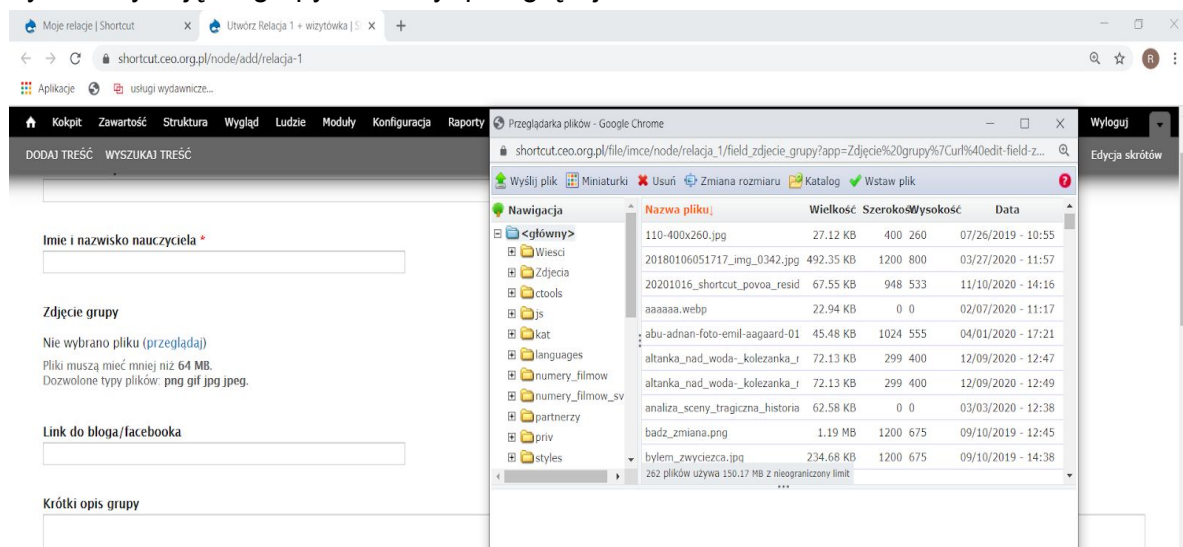 Moje relacje | Shortcut
Utwórz Relacja 1 + wizytówka | S
shortcut.ceo.org.pl/node/add/relacja-1
R
Aplikacje
usługi wydawnicze...
Kokpit Zawartość Struktura Wygląd Ludzie Moduły Konfiguracja Raporty
Wyloguj
DODAJ TREŚĆ WYSZUKAJ TREŚĆ
Edycja skrótów
Imie i nazwisko nauczyciela *
Zdjęcie grupy
Nie wybrano pliku (przeglądaj)
Pliki muszą mieć mniej niż 64 MB.
Dozwolone typy plików: png gif jpg jpeg.
Link do bloga/facebooka
Krótki opis grupy
Przeglądarka plików - Google Chrome
shortcut.ceo.org.pl/file/imce/node/relacja_1/field_zdjecie_grupy?app=Zdjęcie%20grupy%7Curl%40edit-field-z...
Wyślij plik Miniaturki Usuń Zmiana rozmiaru Katalog Wstaw plik
Nawigacja
<główny>
Wiesci
Zdjecia
ctools
js
kat
languages
numery_filmow
numery_filmow_sv
partnerzy
priv
styles
Nazwa pliku Wielkość Szerokoś Wysokość Data
110-400x260.jpg 27.12 KB 400 260 07/26/2019 - 10:55
20180106051717_img_0342.jpg 492.35 KB 1200 800 03/27/2020 - 11:57
20201016_shortcut_povoa_resid 67.55 KB 948 533 11/10/2020 - 14:16
aaaaaa.webp 22.94 KB 0 0 02/07/2020 - 11:17
abu-adnan-foto-emil-aagaard-01 45.48 KB 1024 555 04/01/2020 - 17:21
altanka_nad_woda-_kolezanka_r 72.13 KB 299 400 12/09/2020 - 12:47
altanka_nad_woda-_kolezanka_r 72.13 KB 299 400 12/09/2020 - 12:49
analiza_sceny_tragiczna_historia 62.58 KB 0 0 03/03/2020 - 12:38
badz_zmiana.png 1.19 MB 1200 675 09/10/2019 - 12:45
bylem_zwyciezca.jpg 234.68 KB 1200 675 09/10/2019 - 14:38
262 plików używa 150.17 MB z nieograniczony limit